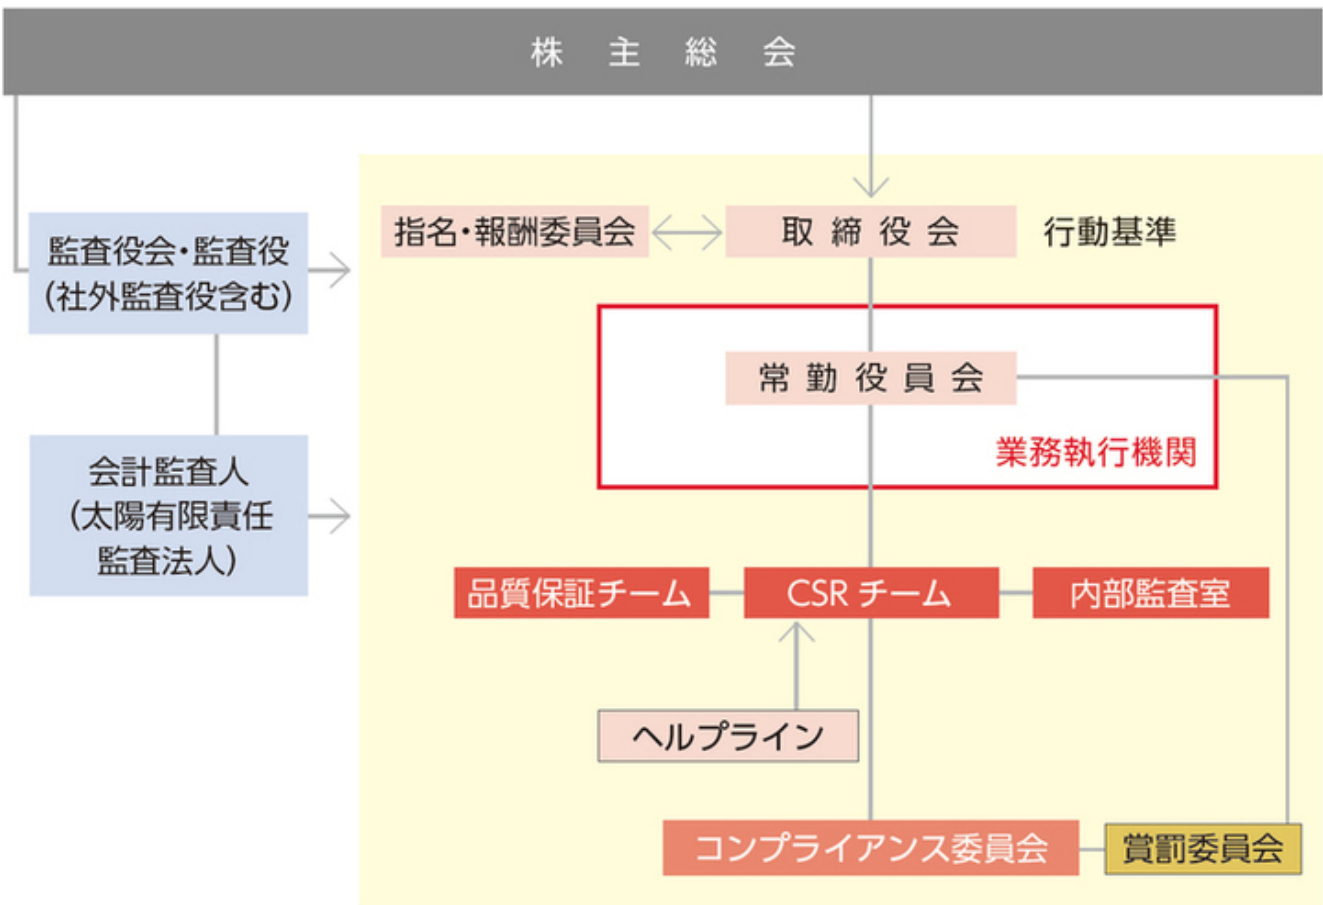 株主総会
指名・報酬委員会
取締役会
行動基準
監査役会・監査役
(社外監査役含む)
常勤役員会
業務執行機関
会計監査人
(太陽有限責任
監査法人)
品質保証チーム
CSR チーム
内部監査室
ヘルプライン
コンプライアンス委員会
賞罰委員会